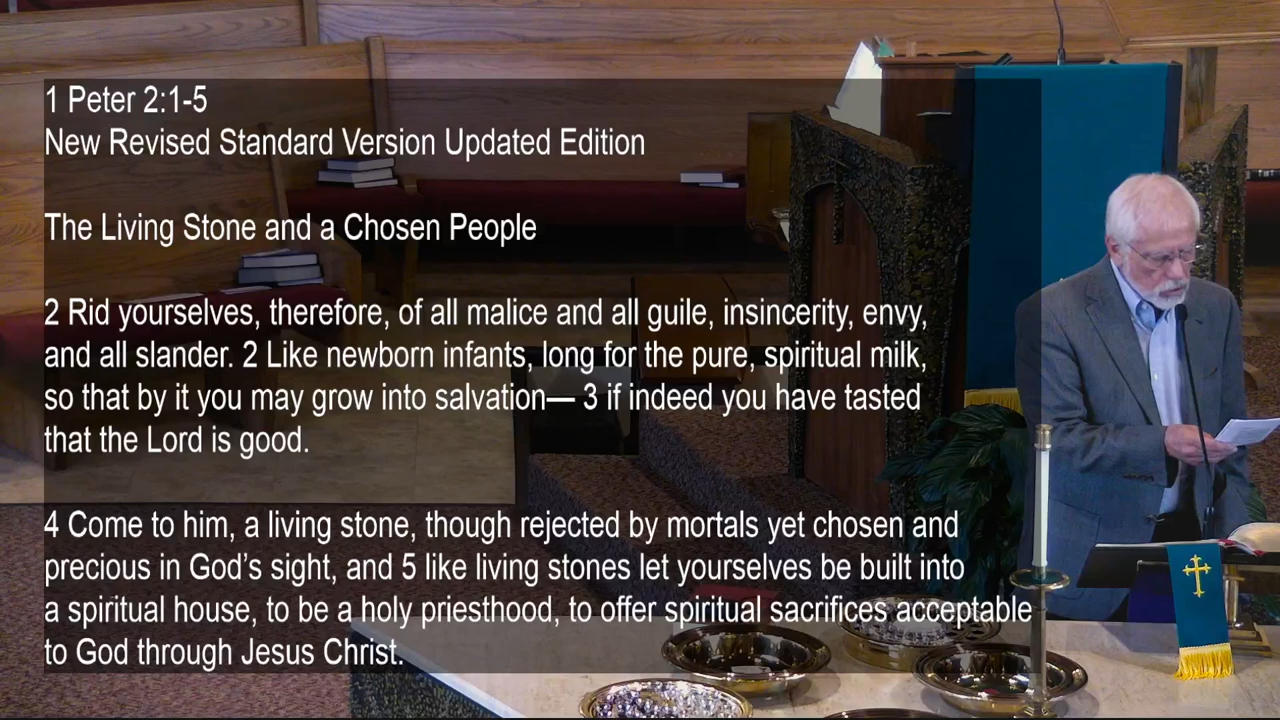 1 Peter 2:1-5
New Revised Standard Version Updated Edition
The Living Stone and a Chosen People
2 Rid yourselves, therefore, of all malice and all guile, insincerity, envy,
and all slander. 2 Like newborn infants, long for the pure, spiritual milk,
so that by it you may grow into salvation— 3 if indeed you have tasted
that the Lord is good.
4 Come to him, a living stone, though rejected by mortals yet chosen and
precious in God’s sight, and 5 like living stones let yourselves be built into
a spiritual house, to be a holy priesthood, to offer spiritual sacrifices acceptable
to God through Jesus Christ.